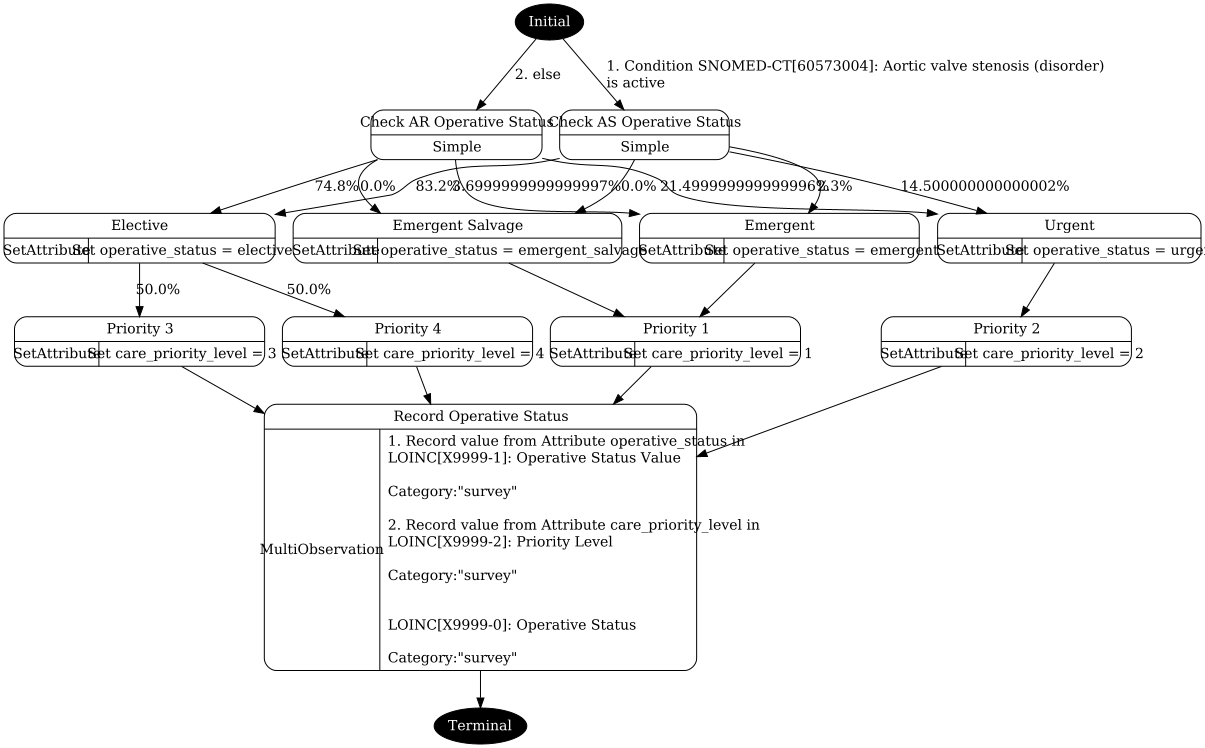 Initial
2. else
1. Condition SNOMED-CT[60573004]: Aortic valve stenosis (disorder)
is active
Check AR Operative Status
Check AS Operative Status
Simple
Simple
74.8%
0.0%
83.2%
3.6999999999999997%
0.0%
21.499999999999996%
2.3%
14.500000000000002%
Elective
Emergent Salvage
Emergent
Urgent
SetAttribute
Set operative_status = elective
SetAttribute
Set operative_status = emergent_salvage
SetAttribute
Set operative_status = emergent
SetAttribute
Set operative_status = urgent
50.0%
50.0%
Priority 3
Priority 4
Priority 1
Priority 2
SetAttribute
Set care_priority_level = 3
SetAttribute
Set care_priority_level = 4
SetAttribute
Set care_priority_level = 1
SetAttribute
Set care_priority_level = 2
Record Operative Status
1. Record value from Attribute operative_status in
LOINC[X9999-1]: Operative Status Value
Category:"survey"
2. Record value from Attribute care_priority_level in
LOINC[X9999-2]: Priority Level
MultiObservation
Category:"survey"
LOINC[X9999-0]: Operative Status
Category:"survey"
Terminal